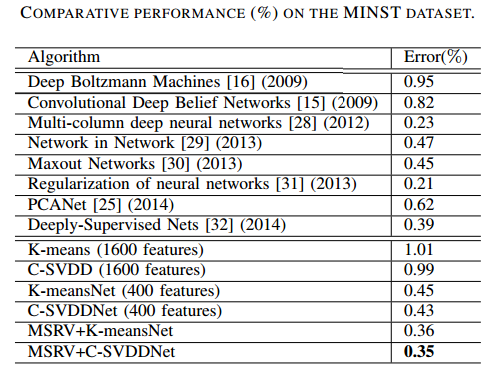 COMPARATIVE PERFORMANCE (%) ON THE MINST DATASET.
Algorithm Error(%)
Deep Boltzmann Machines [16] (2009) 0.95
Convolutional Deep Belief Networks [15] (2009) 0.82
Multi-column deep neural networks [28] (2012) 0.23
Network in Network [29] (2013) 0.47
Maxout Networks [30] (2013) 0.45
Regularization of neural networks [31] (2013) 0.21
PCANet [25] (2014) 0.62
Deeply-Supervised Nets [32] (2014) 0.39
K-means (1600 features) 1.01
C-SVDD (1600 features) 0.99
K-meansNet (400 features) 0.45
C-SVDDNet (400 features) 0.43
MSRV+K-meansNet 0.36
MSRV+C-SVDDNet 0.35